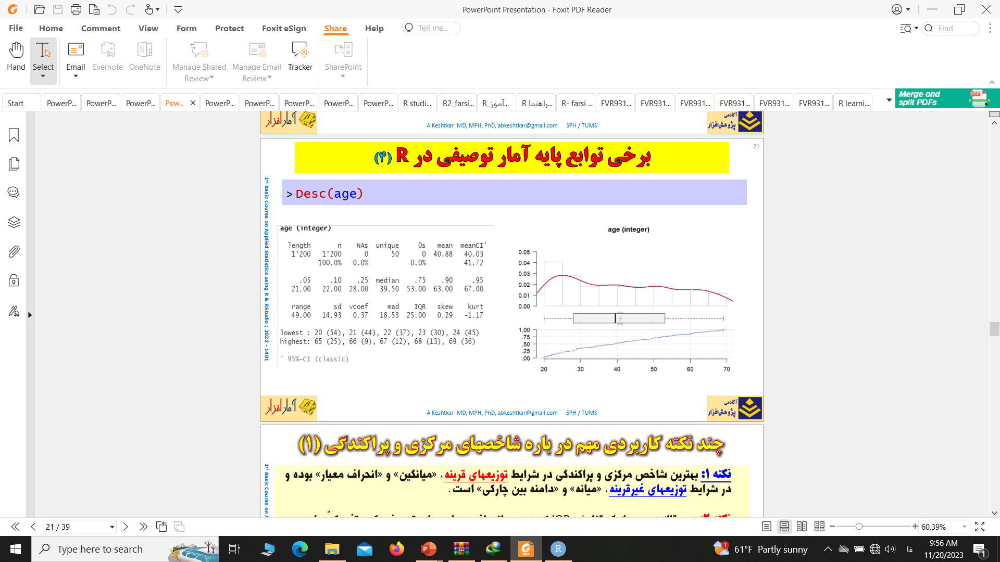 PowerPoint Presentation - Foxit PDF Reader
File Home Comment View Form Protect Foxit eSign Share Help Tell me... Find
Hand Select Email Evernote OneNote Manage Shared Review Manage Email Review Tracker SharePoint
Start PowerP... PowerP... PowerP... Pow... PowerP... PowerP... PowerP... PowerP... PowerP... R studi... R2_farsi... R_آموز... R راهنما... R- farsi ... FVR931... FVR931... FVR931... FVR931... FVR931... FVR931... R learni...
Merge and split PDFs
PDF
آمار افزار
A Keshtkar MD, MPH, PhD, abkeshtkar@gmail.com SPH / TUMS
آکادمی
پژوهش‌افزار
21
برخی توابع پایه آمار توصیفی در R (۴)
1st Basic Course on Applied Statistics using R & RStudio ; 2022 - 1401
> Desc(age)
age (integer)
length n NAs unique 0s mean meanCI'
1'200 1'200 0 50 0 40.88 40.03
100.0% 0.0% 0.0% 41.72
.05 .10 .25 median .75 .90 .95
21.00 22.00 28.00 39.50 53.00 63.00 67.00
range sd vcoef mad IQR skew kurt
49.00 14.93 0.37 18.53 25.00 0.29 -1.17
lowest : 20 (54), 21 (44), 22 (37), 23 (30), 24 (45)
highest: 65 (25), 66 (9), 67 (12), 68 (13), 69 (36)
' 95%-CI (classic)
age (integer)
0.05
0.04
0.03
0.02
0.01
0.00
1.00
.75
.50
.25
.00
20 30 40 50 60 70
آمار افزار
β
A Keshtkar MD, MPH, PhD, abkeshtkar@gmail.com SPH / TUMS
آکادمی
پژوهش‌افزار
چند نکته کاربردی مهم در باره شاخصهای مرکزی و پراکندگی (۱)
1st Basic Course on A
نکته ۱: بهترین شاخص مرکزی و پراکندگی در شرایط توزیعهای قرینه، «میانگین» و «انحراف معیار» بوده و
در شرایط توزیعهای غیرقرینه، «میانه» و «دامنه بین چارکی» است.
21 / 39
60.39%
Type here to search
61°F Partly sunny
فا
9:56 AM
11/20/2023
1